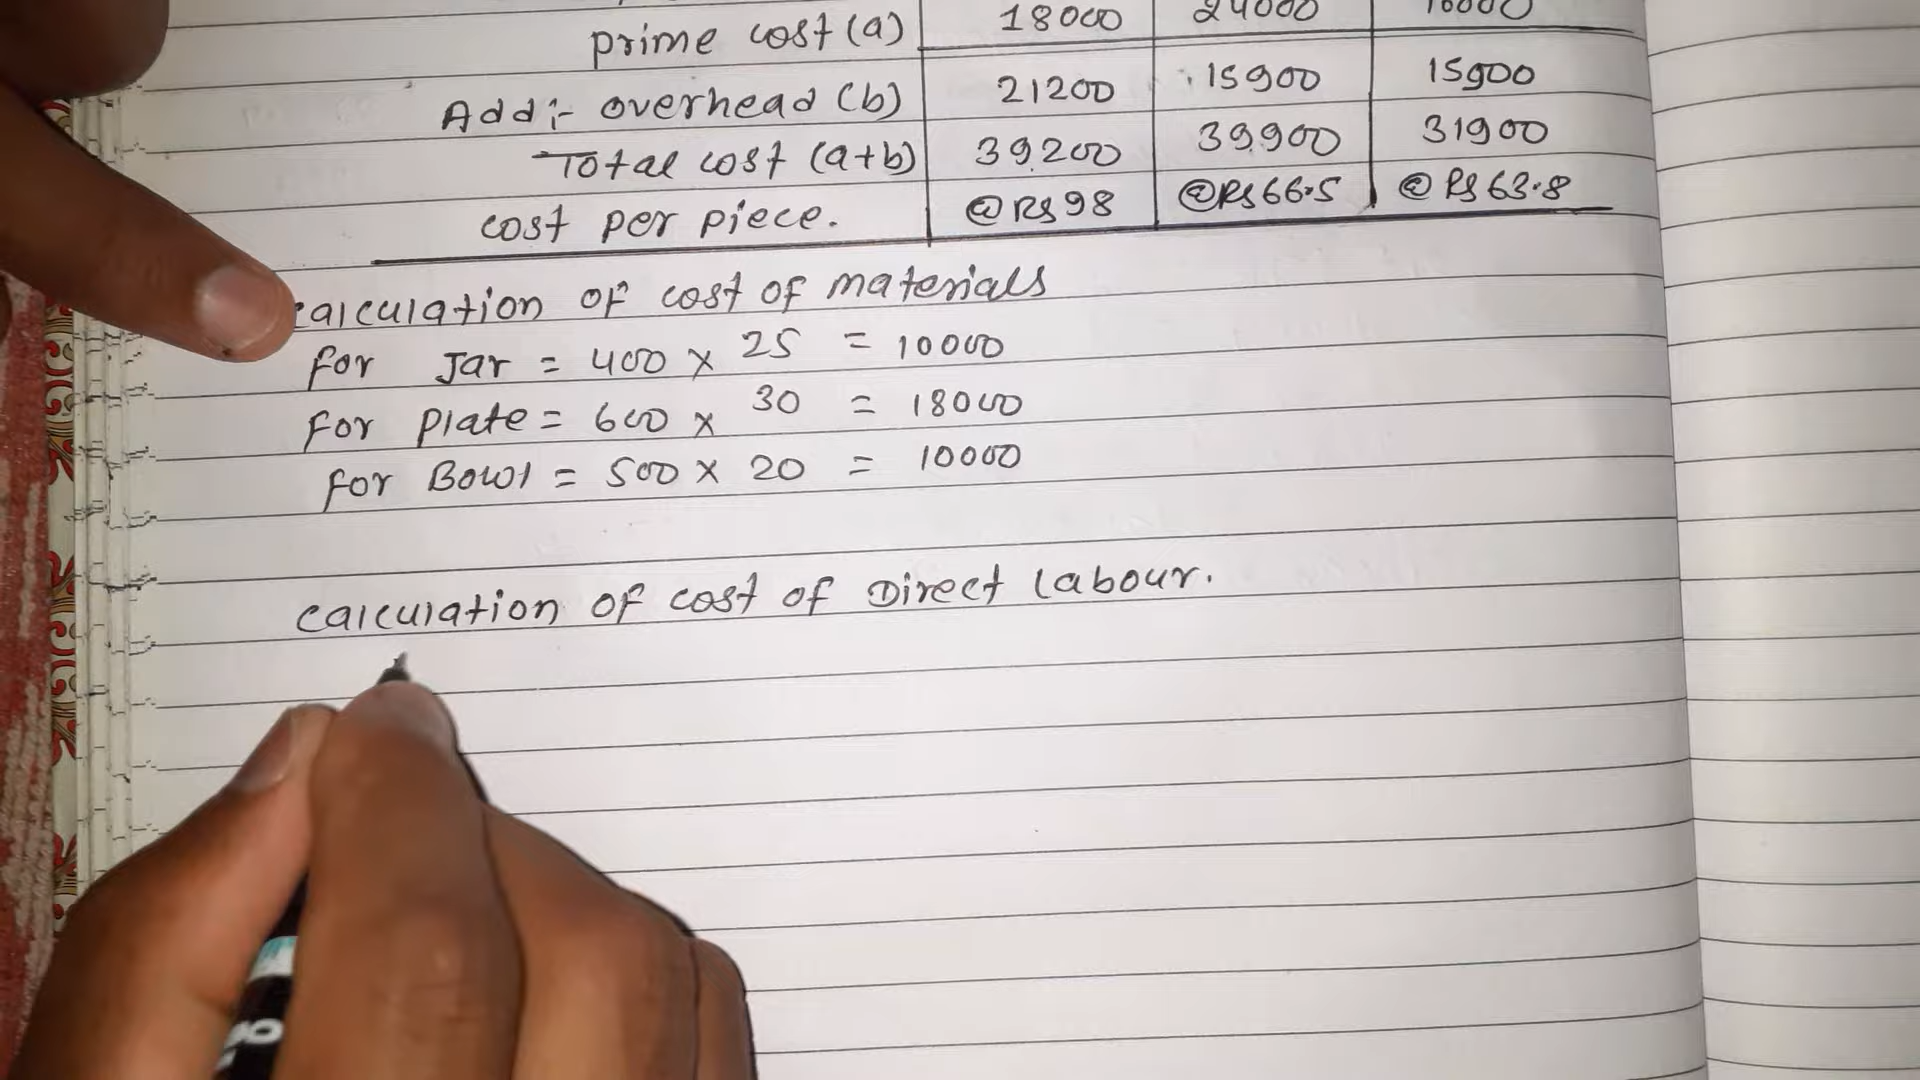 prime cost (a) 18000 24000 16000
Add:- overhead (b) 21200 15900 15900
Total cost (a+b) 39200 39900 31900
cost per piece. @Rs98 @Rs66.5 @Rs63.8
calculation of cost of materials
for Jar = 400 × 25 = 10000
for Plate = 600 × 30 = 18000
for Bowl = 500 × 20 = 10000
calculation of cost of Direct labour.